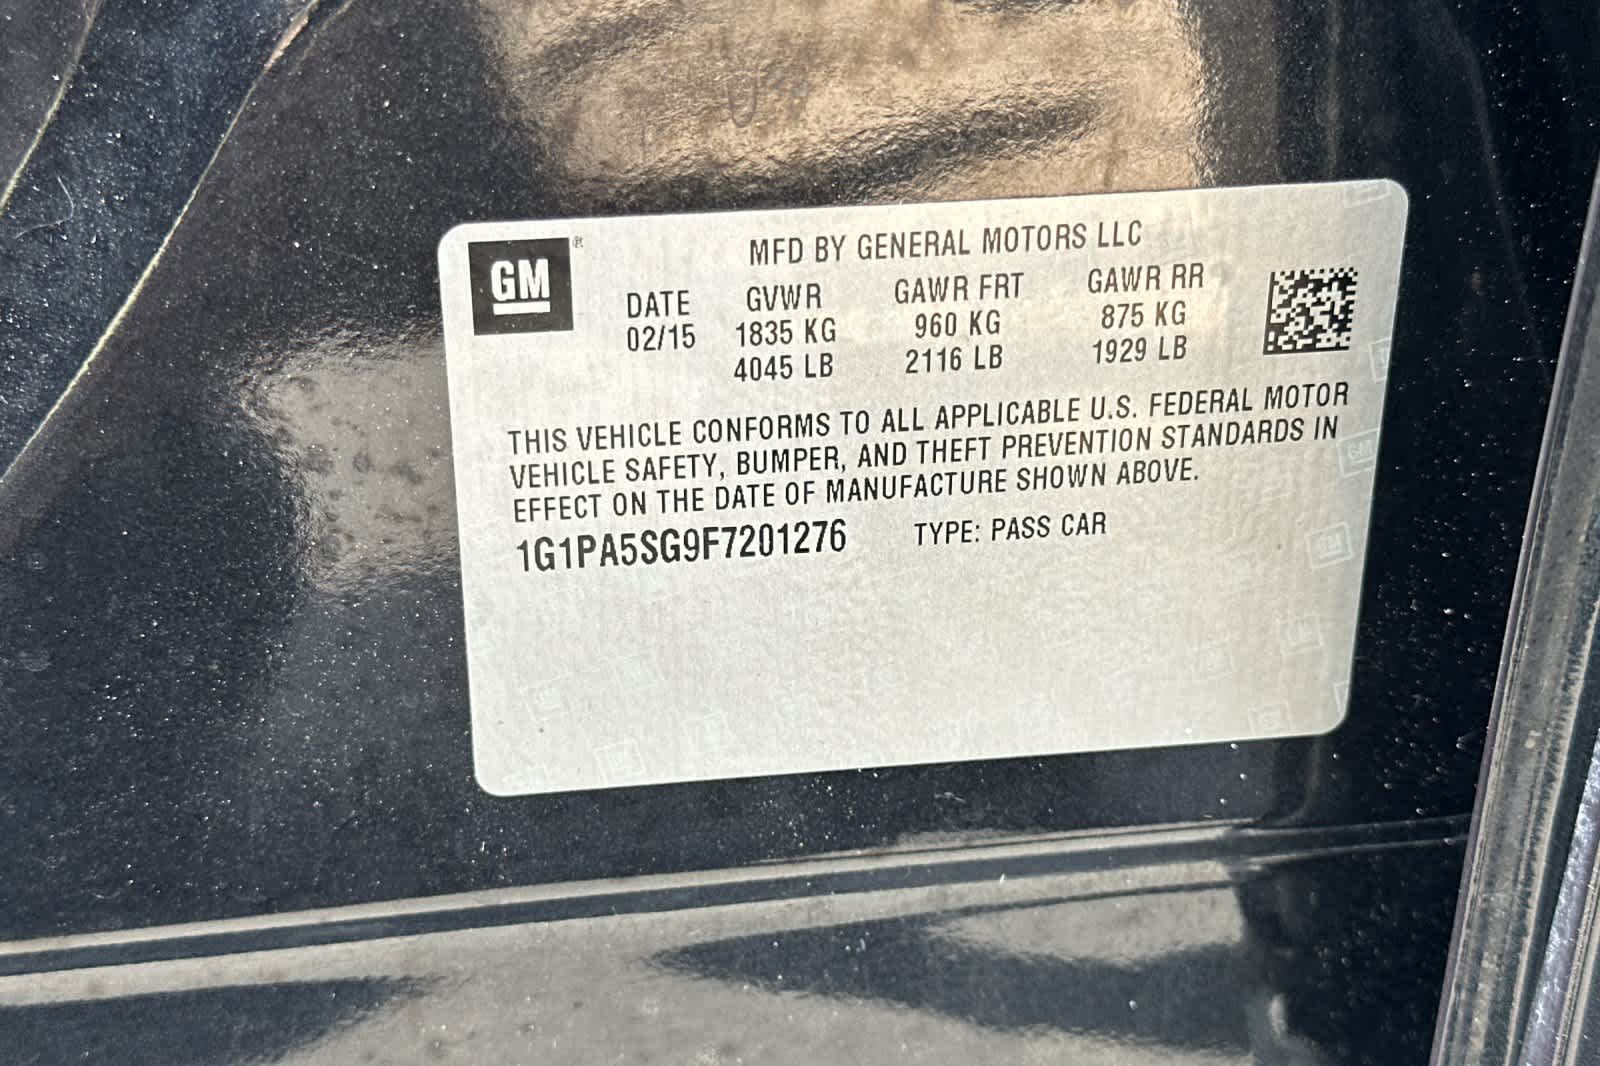 GM®
MFD BY GENERAL MOTORS LLC
DATE GVWR GAWR FRT GAWR RR
02/15 1835 KG 960 KG 875 KG
4045 LB 2116 LB 1929 LB
THIS VEHICLE CONFORMS TO ALL APPLICABLE U.S. FEDERAL MOTOR
VEHICLE SAFETY, BUMPER, AND THEFT PREVENTION STANDARDS IN
EFFECT ON THE DATE OF MANUFACTURE SHOWN ABOVE.
1G1PA5SG9F7201276 TYPE: PASS CAR